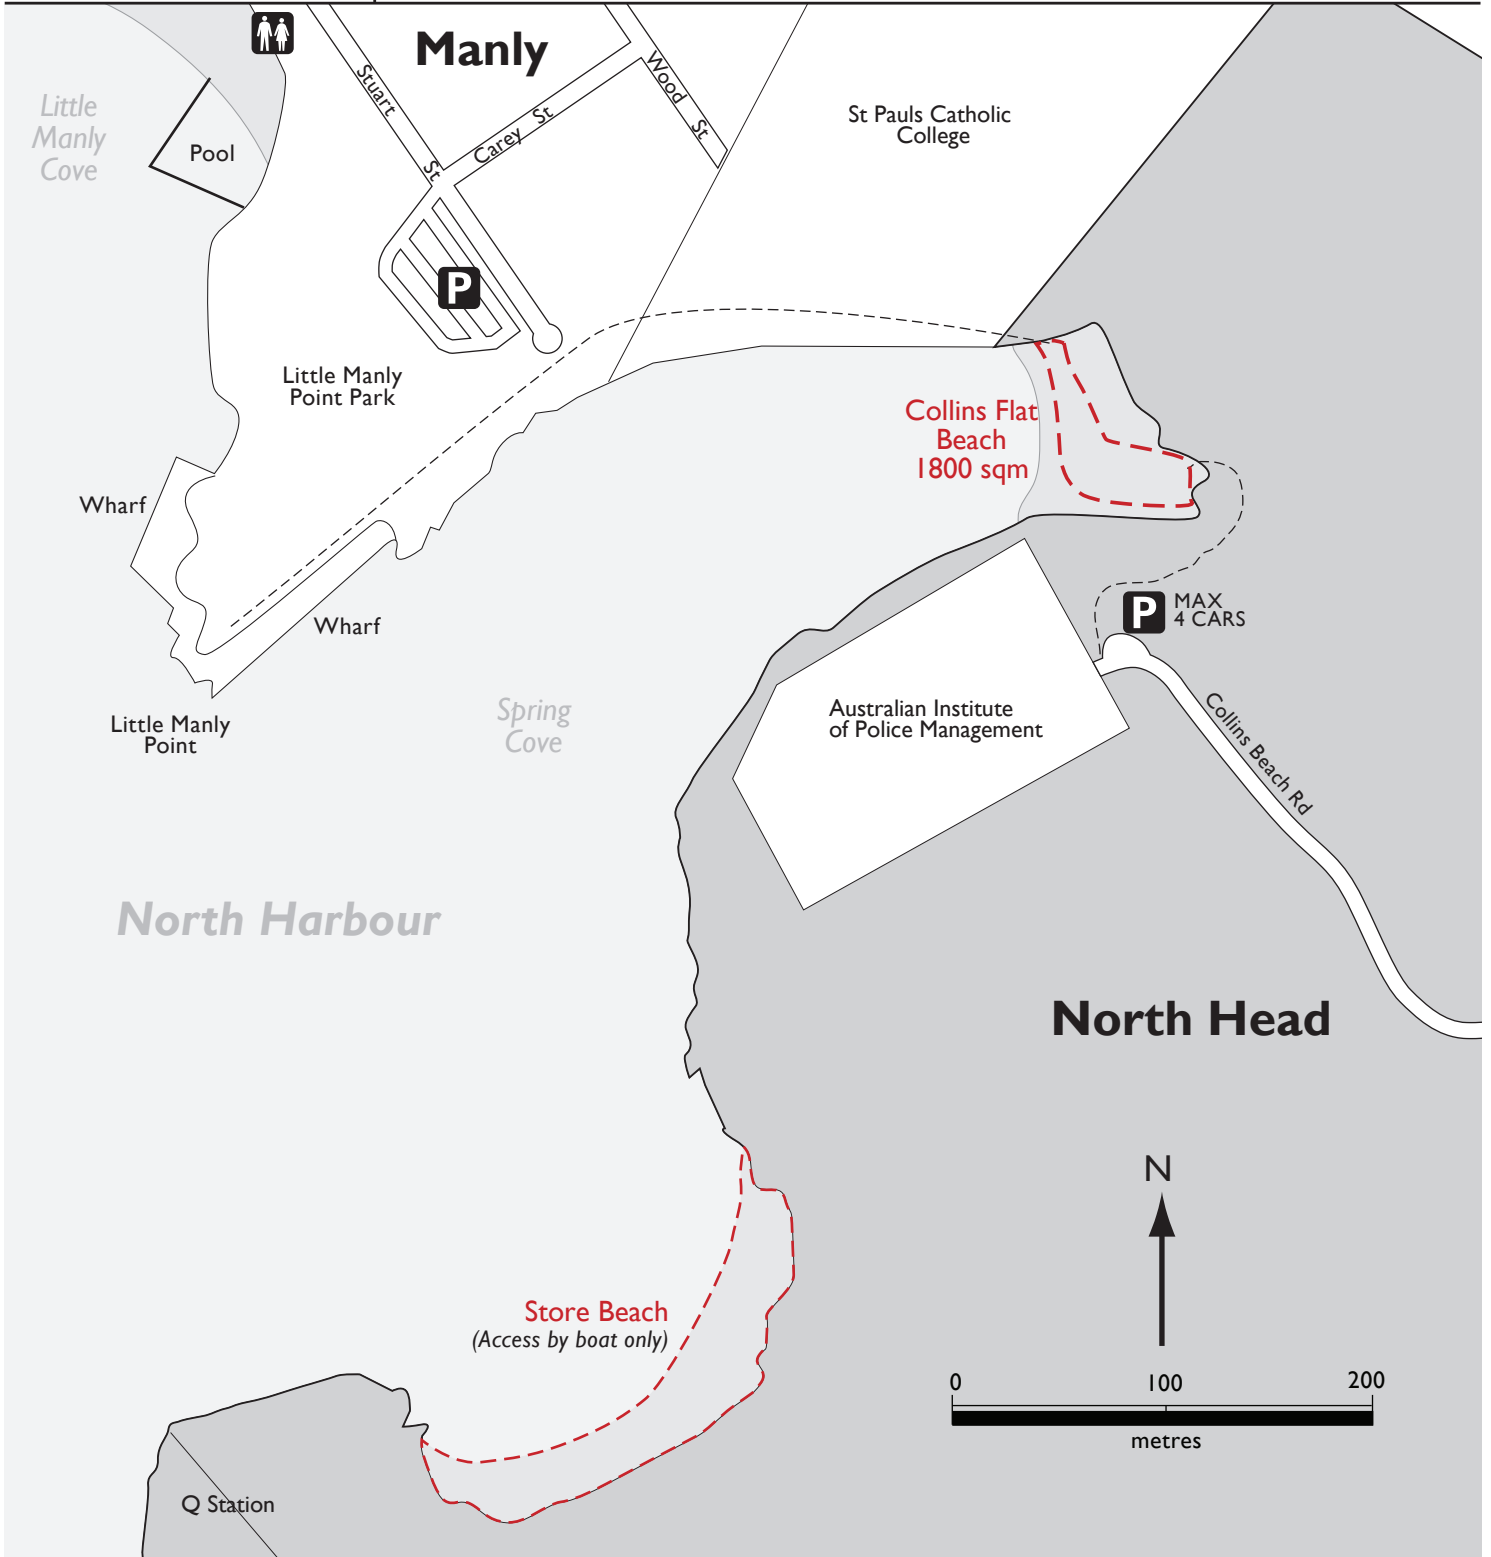 Manly
Little
Manly
Cove
Pool
Stuart
St
Carey St
Wood
St
St Pauls Catholic
College
P
Little Manly
Point Park
Collins Flat
Beach
1800 sqm
Wharf
Wharf
P
MAX
4 CARS
Little Manly
Point
Spring
Cove
Australian Institute
of Police Management
Collins Beach Rd
North Harbour
North Head
N
Store Beach
(Access by boat only)
0 100 200
metres
Q Station